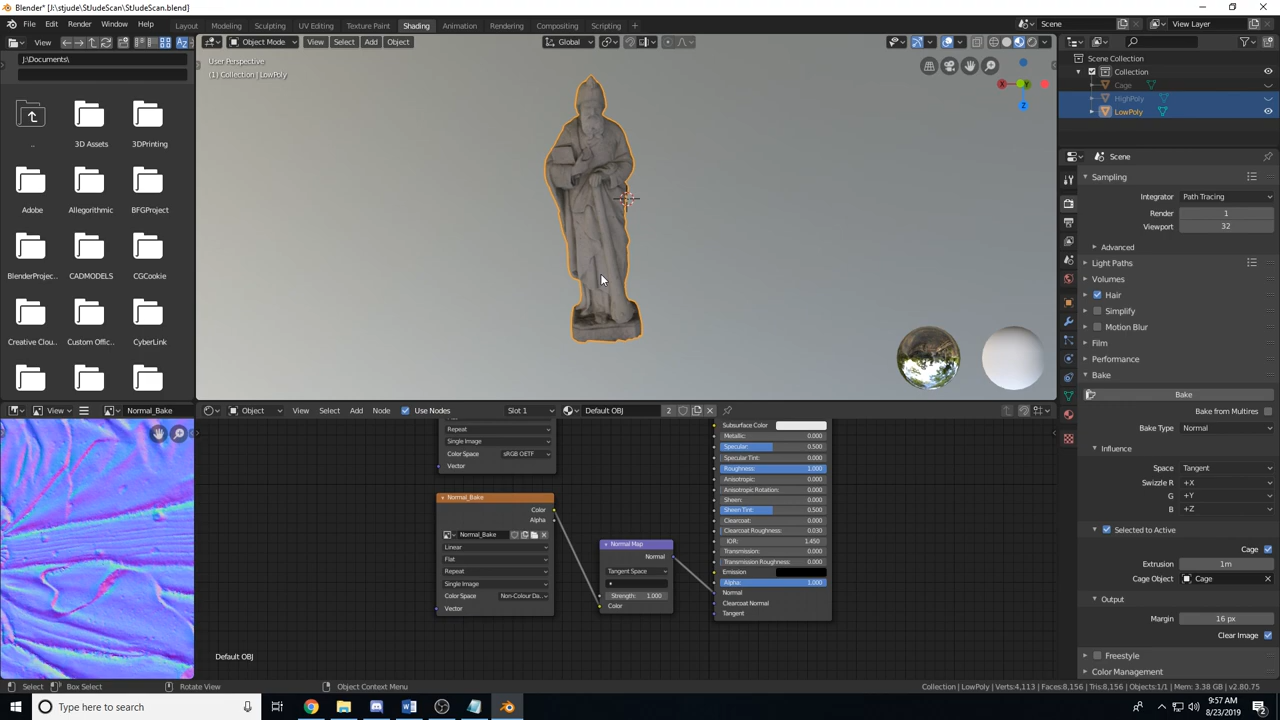 Blender* [J:\stjude\StJudeScan\StJudeScan.blend]
File Edit Render Window Help Layout Modeling Sculpting UV Editing Texture Paint Shading Animation Rendering Compositing Scripting + Scene View Layer
View
J:\Documents\
..
3D Assets
3DPrinting
Adobe
Allegorithmic
BFGProject
BlenderProjec..
CADMODELS
CGCookie
Creative Clou..
Custom Offic..
CyberLink
Object Mode View Select Add Object Global
User Perspective
(1) Collection | LowPoly
X
Y
Z
Scene Collection
Collection
Cage
HighPoly
LowPoly
Scene
Sampling
Integrator Path Tracing
Render 1
Viewport 32
Advanced
Light Paths
Volumes
Hair
Simplify
Motion Blur
Film
Performance
Bake
Bake
Bake from Multires
Bake Type Normal
Influence
Space Tangent
Swizzle R +X
G +Y
B +Z
Selected to Active
Cage
Extrusion 1m
Cage Object Cage
Output
Margin 16 px
Clear Image
Freestyle
Color Management
View Normal_Bake
Object View Select Add Node Use Nodes Slot 1 Default OBJ 2
Repeat
Single Image
Color Space sRGB OETF
Vector
Normal_Bake
Color
Alpha
Normal_Bake
Linear
Flat
Repeat
Single Image
Color Space Non-Colour Da..
Vector
Normal Map
Normal
Tangent Space
Strength: 1.000
Color
Subsurface Color
Metallic: 0.000
Specular: 0.500
Specular Tint: 0.000
Roughness: 1.000
Anisotropic: 0.000
Anisotropic Rotation: 0.000
Sheen: 0.000
Sheen Tint: 0.500
Clearcoat: 0.000
Clearcoat Roughness: 0.030
IOR: 1.450
Transmission: 0.000
Transmission Roughness: 0.000
Emission
Alpha: 1.000
Normal
Clearcoat Normal
Tangent
Default OBJ
Select Box Select Rotate View Object Context Menu Collection | LowPoly | Verts:4,113 | Faces:8,156 | Tris:8,156 | Objects:1/1 | Mem: 3.38 GB | v2.80.75
Type here to search
9:57 AM
8/23/2019